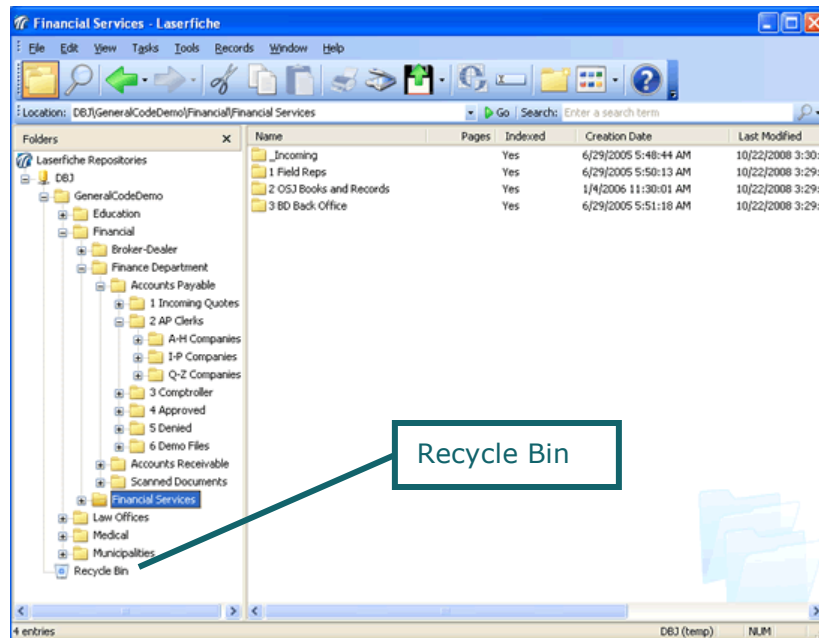 Financial Services - Laserfiche
File Edit View Tasks Tools Records Window Help
Location: DBJ\GeneralCodeDemo\Financial\Financial Services Go Search: Enter a search term
Folders x
Laserfiche Repositories
DBJ
GeneralCodeDemo
Education
Financial
Broker-Dealer
Finance Department
Accounts Payable
1 Incoming Quotes
2 AP Clerks
A-H Companies
I-P Companies
Q-Z Companies
3 Comptroller
4 Approved
5 Denied
6 Demo Files
Accounts Receivable
Scanned Documents
Financial Services
Law Offices
Medical
Municipalities
Recycle Bin
Name Pages Indexed Creation Date Last Modified
_Incoming Yes 6/29/2005 5:48:44 AM 10/22/2008 3:30:
1 Field Reps Yes 6/29/2005 5:50:13 AM 10/22/2008 3:29:
2 OSJ Books and Records Yes 1/4/2006 11:30:01 AM 10/22/2008 3:29:
3 BD Back Office Yes 6/29/2005 5:51:18 AM 10/22/2008 3:29:
Recycle Bin
4 entries DBJ (temp) NUM